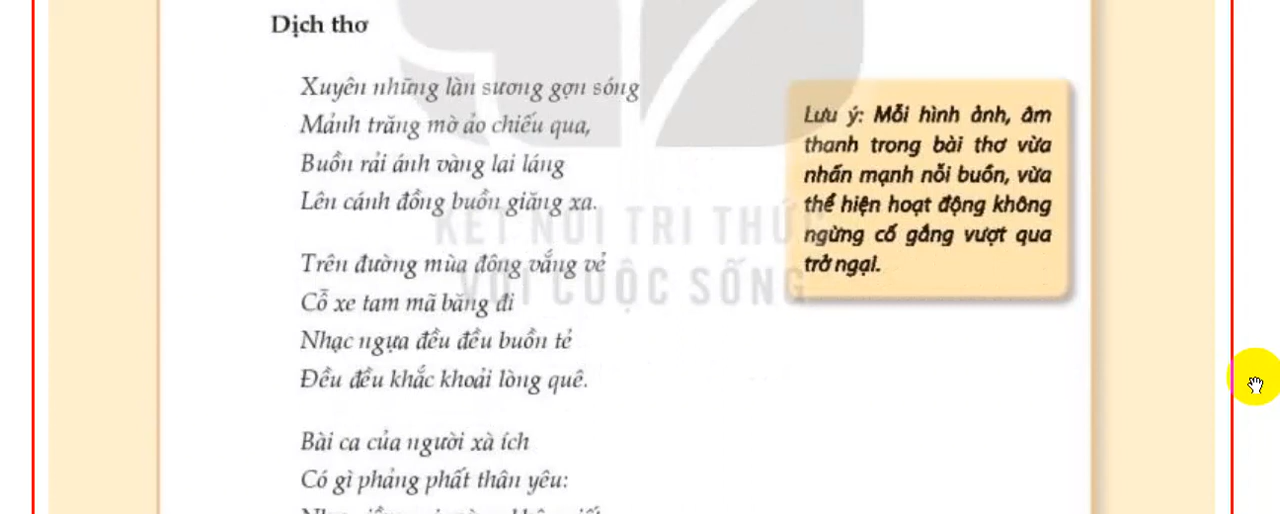 Dịch thơ
Xuyên những làn sương gợn sóng
Mảnh trăng mờ ảo chiếu qua,
Buồn rải ánh vàng lai láng
Lên cánh đồng buồn giăng xa.
Trên đường mùa đông vắng vẻ
Cỗ xe tam mã băng đi
Nhạc ngựa đều đều buồn tẻ
Đều đều khắc khoải lòng quê.
Bài ca của người xà ích
Có gì phảng phất thân yêu:
Lưu ý: Mỗi hình ảnh, âm
thanh trong bài thơ vừa
nhấn mạnh nỗi buồn, vừa
thể hiện hoạt động không
ngừng cố gắng vượt qua
trở ngại.
KẾT NỐI TRI THỨC
VỚI CUỘC SỐNG